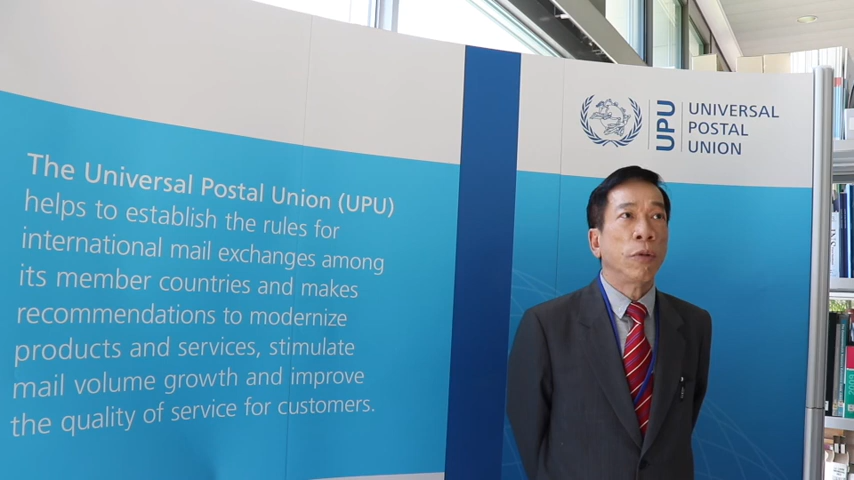 The Universal Postal Union (UPU)
helps to establish the rules for
international mail exchanges among
its member countries and makes
recommendations to modernize
products and services, stimulate
mail volume growth and improve
the quality of service for customers.
UPU
UNIVERSAL
POSTAL
UNION